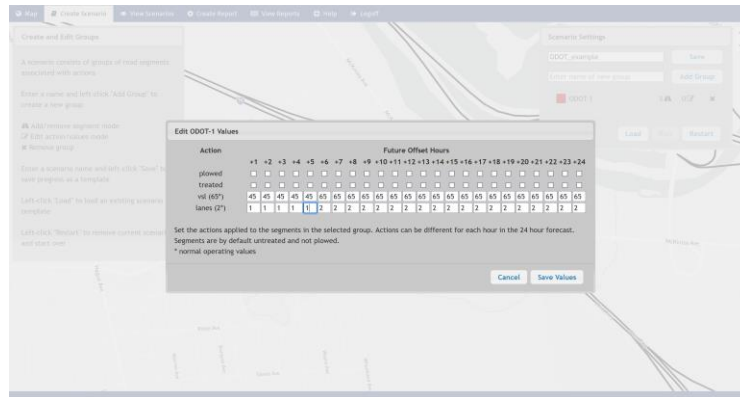 Map Create Scenario View Scenarios Create Report View Reports Help Logoff
Create and Edit Groups
A scenario consists of groups of road segments
associated with actions
Enter a name and left-click "Add Group" to
create a new group
Add/remove segment mode
Edit action/values mode
Remove group
Enter a scenario name and left-click "Save" to
save progress as a template
Left-click "Load" to load an existing scenario
template
Left-click "Restart" to remove current scenario
and start over
Scenario Settings
ODOT_example Save
Enter name of new group Add Group
ODOT-1
Load Restart
Edit ODOT-1 Values
Action Future Offset Hours
+1 +2 +3 +4 +5 +6 +7 +8 +9 +10 +11 +12 +13 +14 +15 +16 +17 +18 +19 +20 +21 +22 +23 +24
plowed
treated
vsl (65*) 45 45 45 45 45 65 65 65 65 65 65 65 65 65 65 65 65 65 65 65 65 65 65 65
lanes (2*) 1 1 1 1 1 2 2 2 2 2 2 2 2 2 2 2 2 2 2 2 2 2 2 2
Set the actions applied to the segments in the selected group. Actions can be different for each hour in the 24 hour forecast.
Segments are by default untreated and not plowed.
* normal operating values
Cancel Save Values